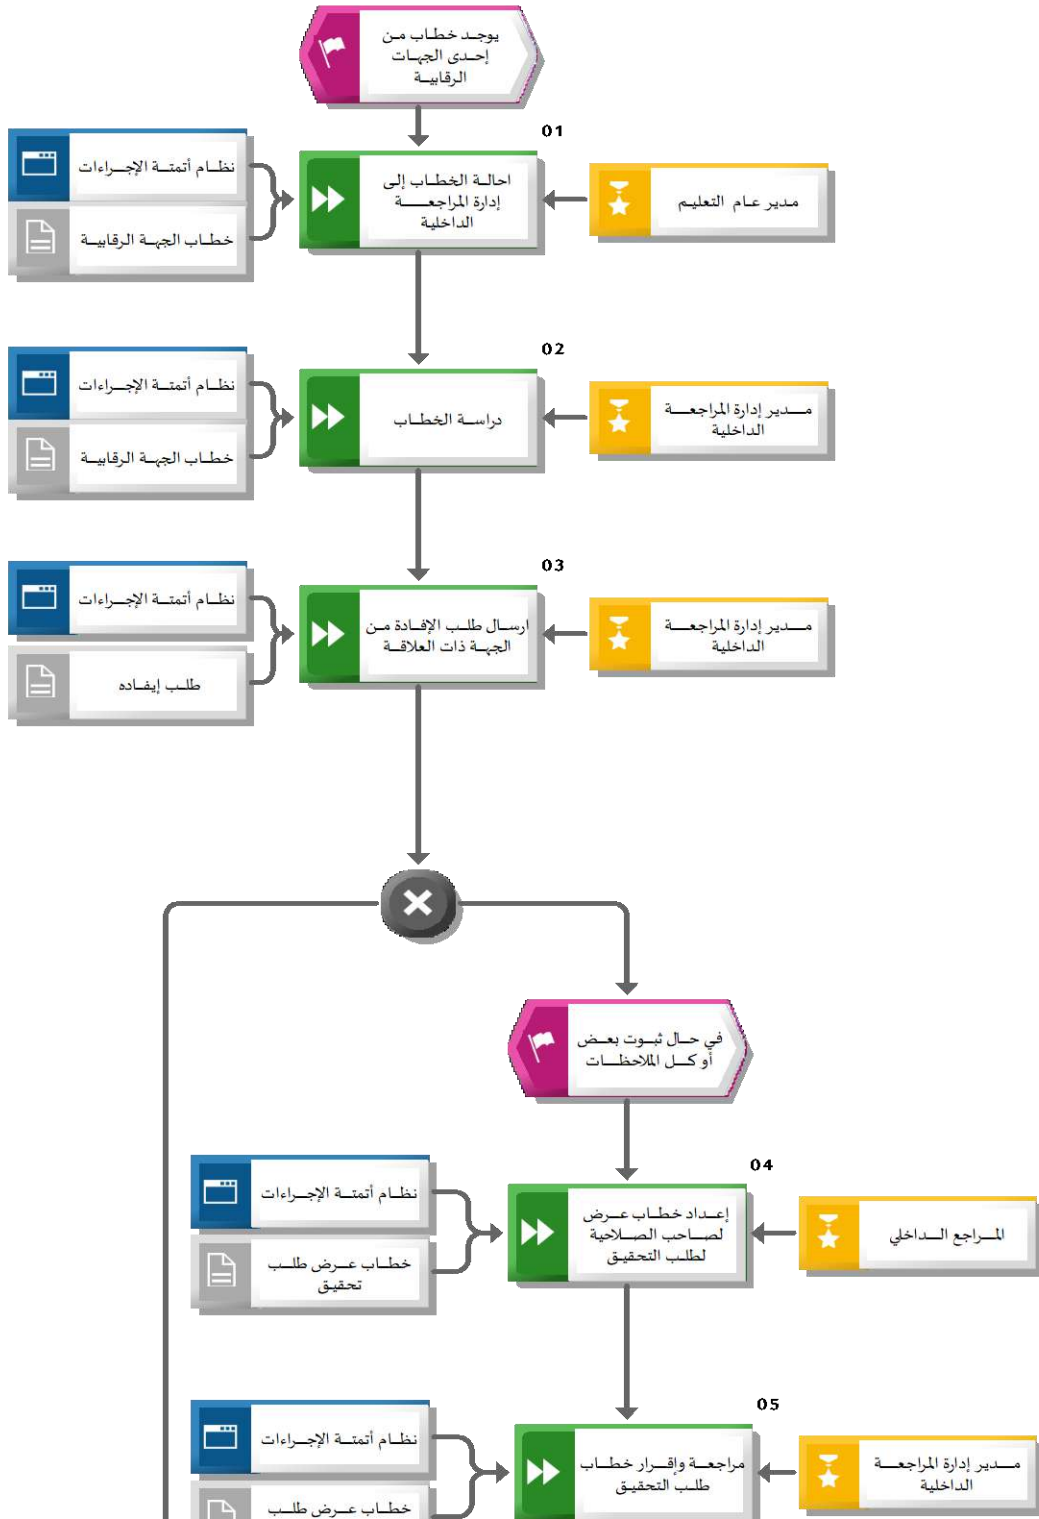 يوجد خطاب من
إحدى الجهات
الرقابية
01
مدير عام التعليم
احالة الخطاب إلى
إدارة المراجعة
الداخلية
نظام أتمتة الإجراءات
خطاب الجهة الرقابية
02
مدير إدارة المراجعة
الداخلية
دراسة الخطاب
نظام أتمتة الإجراءات
خطاب الجهة الرقابية
03
مدير إدارة المراجعة
الداخلية
ارسال طلب الإفادة من
الجهة ذات العلاقة
نظام أتمتة الإجراءات
طلب إيفاده
في حال ثبوت بعض
أو كل الملاحظات
04
المراجع الداخلي
إعداد خطاب عرض
لصاحب الصلاحية
لطلب التحقيق
نظام أتمتة الإجراءات
خطاب عرض طلب
تحقيق
05
مدير إدارة المراجعة
الداخلية
مراجعة وإقرار خطاب
طلب التحقيق
نظام أتمتة الإجراءات
خطاب عرض طلب